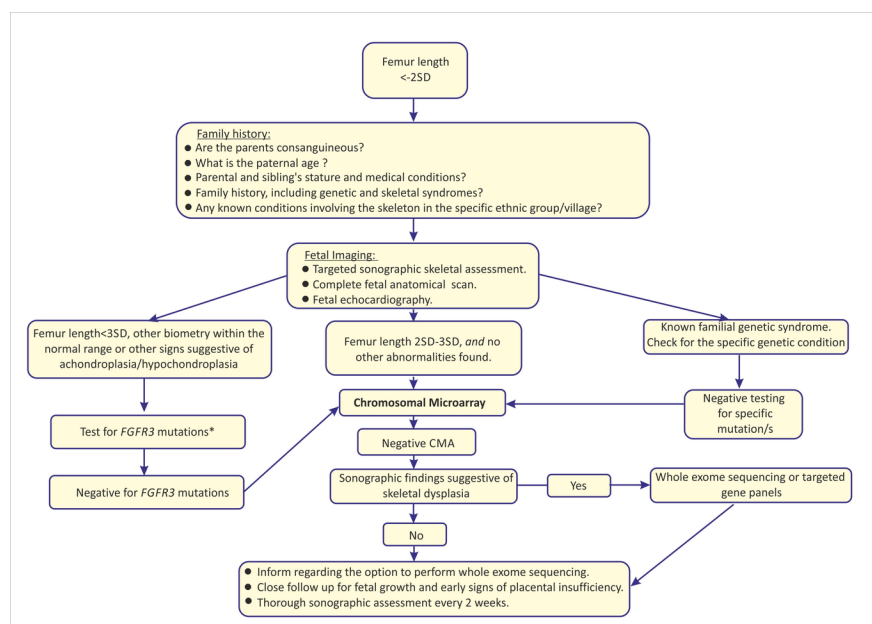 Femur length
<-2SD
Family history:
● Are the parents consanguineous?
● What is the paternal age ?
● Parental and sibling's stature and medical conditions?
● Family history, including genetic and skeletal syndromes?
● Any known conditions involving the skeleton in the specific ethnic group/village?
Fetal Imaging:
● Targeted sonographic skeletal assessment.
● Complete fetal anatomical scan.
● Fetal echocardiography.
Femur length<3SD, other biometry within the
normal range or other signs suggestive of
achondroplasia/hypochondroplasia
Femur length 2SD-3SD, and no
other abnormalities found.
Known familial genetic syndrome.
Check for the specific genetic condition
Test for FGFR3 mutations*
Chromosomal Microarray
Negative testing
for specific
mutation/s
Negative for FGFR3 mutations
Negative CMA
Sonographic findings suggestive of
skeletal dysplasia
Yes
Whole exome sequencing or targeted
gene panels
No
● Inform regarding the option to perform whole exome sequencing.
● Close follow up for fetal growth and early signs of placental insufficiency.
● Thorough sonographic assessment every 2 weeks.